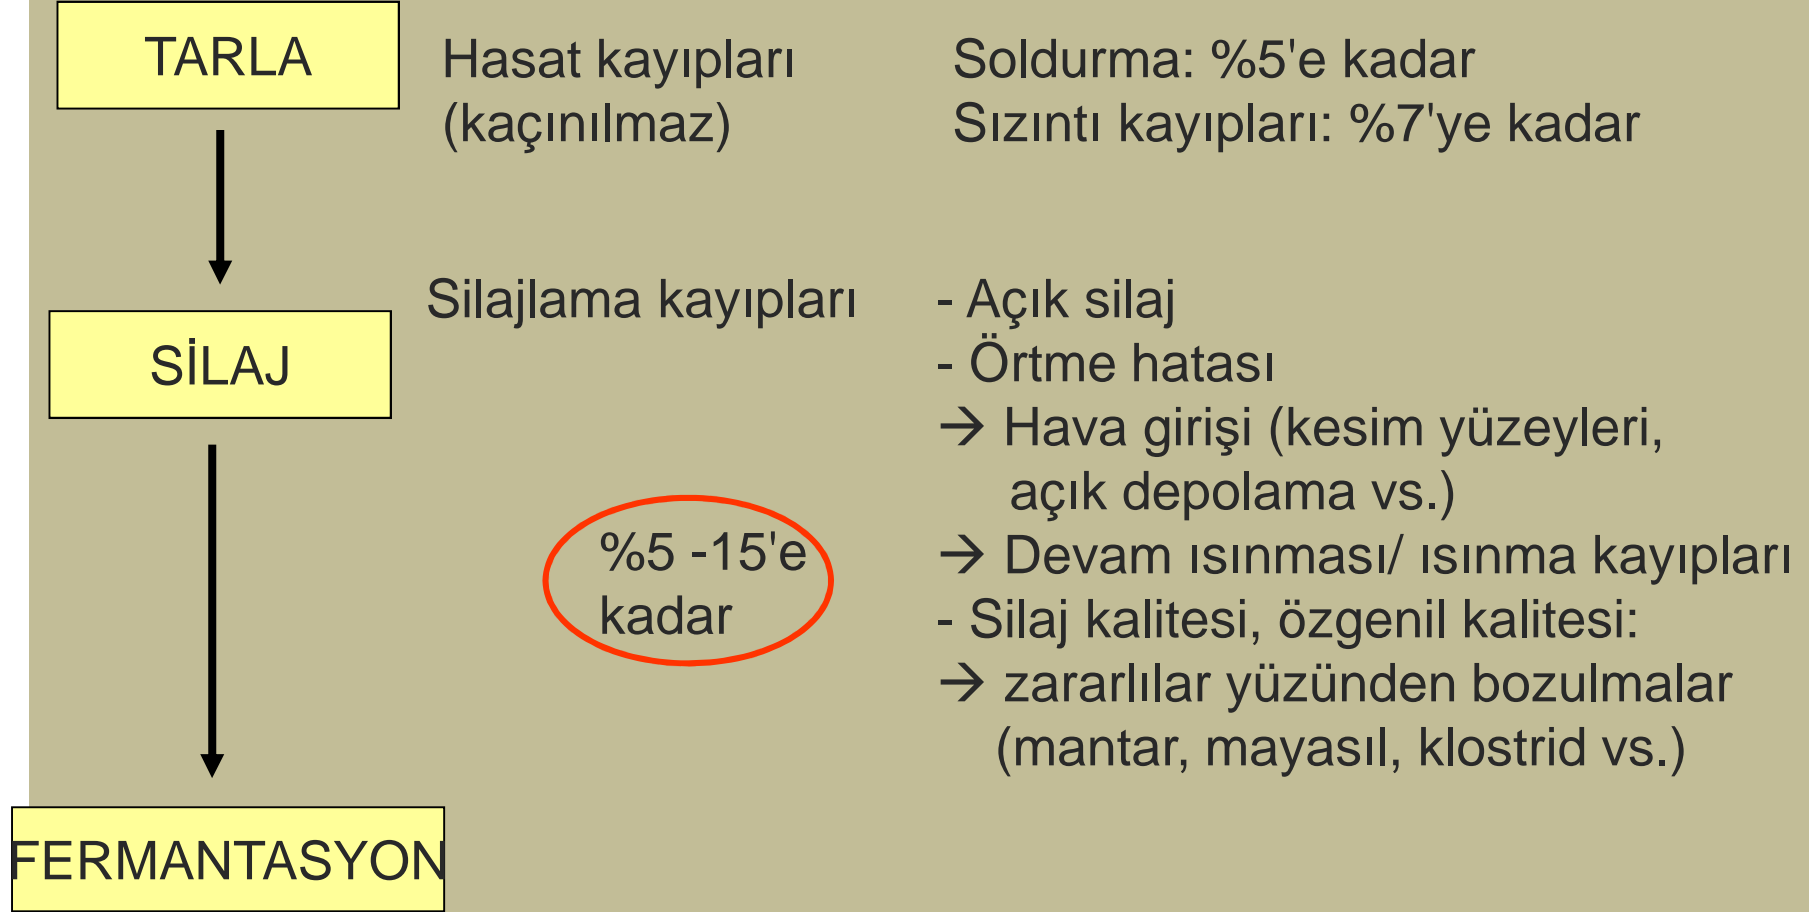 TARLA
Hasat kayıpları
(kaçınılmaz)
Soldurma: %5'e kadar
Sızıntı kayıpları: %7'ye kadar
SİLAJ
Silajlama kayıpları
%5 -15'e
kadar
- Açık silaj
- Örtme hatası
→ Hava girişi (kesim yüzeyleri,
açık depolama vs.)
→ Devam ısınması/ ısınma kayıpları
- Silaj kalitesi, özgenil kalitesi:
→ zararlılar yüzünden bozulmalar
(mantar, mayasıl, klostrid vs.)
FERMANTASYON